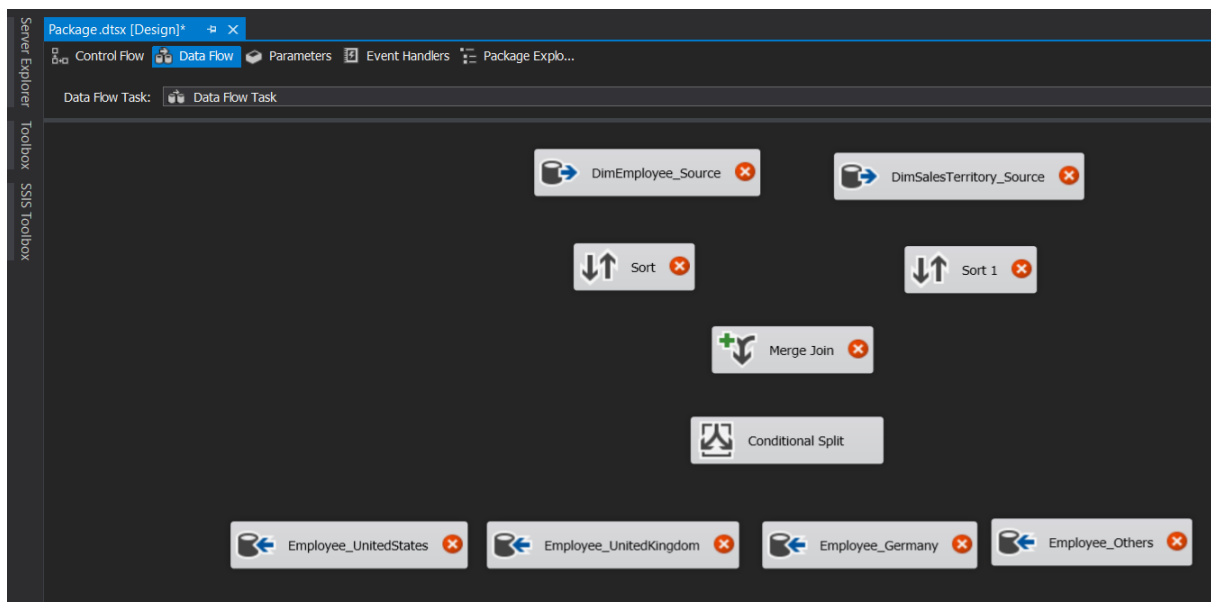 Server Explorer
Toolbox
SSIS Toolbox
Package.dtsx [Design]*
Control Flow Data Flow Parameters Event Handlers Package Explo...
Data Flow Task: Data Flow Task
DimEmployee_Source
DimSalesTerritory_Source
Sort
Sort 1
Merge Join
Conditional Split
Employee_UnitedStates
Employee_UnitedKingdom
Employee_Germany
Employee_Others